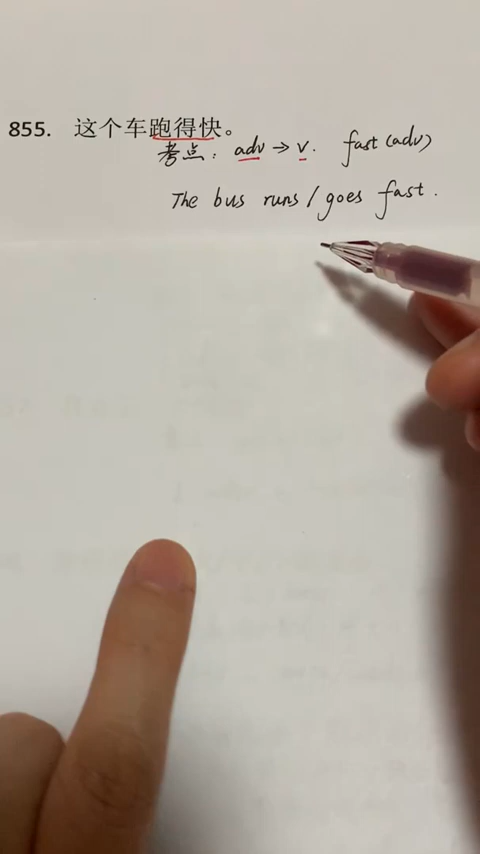 855. 这个车跑得快。
考点: adv → v. fast (adv)
The bus runs / goes fast.